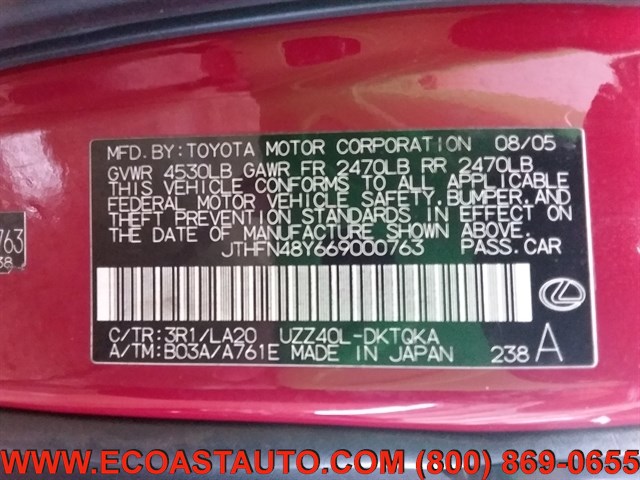 MFD. BY: TOYOTA MOTOR CORPORATION 08/05
GVWR 4530LB GAWR FR 2470LB RR 2470LB
THIS VEHICLE CONFORMS TO ALL APPLICABLE
FEDERAL MOTOR VEHICLE SAFETY, BUMPER, AND
THEFT PREVENTION STANDARDS IN EFFECT ON
THE DATE OF MANUFACTURE SHOWN ABOVE.
JTHFN48Y669000763 PASS. CAR
763
38
C/TR: 3R1/LA20 UZZ40L-DKTQKA
A/TM: B03A/A761E MADE IN JAPAN 238 A
WWW.ECOASTAUTO.COM (800) 869-0655